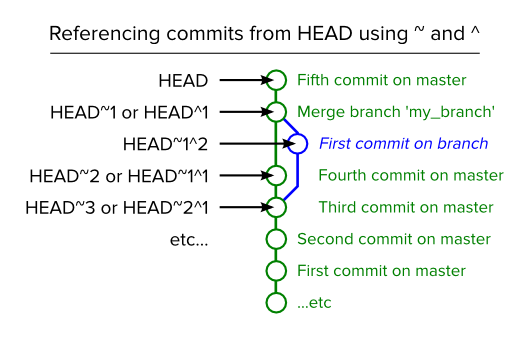 Referencing commits from HEAD using ~ and ^
HEAD Fifth commit on master
HEAD~1 or HEAD^1 Merge branch 'my_branch'
HEAD~1^2 First commit on branch
HEAD~2 or HEAD~1^1 Fourth commit on master
HEAD~3 or HEAD~2^1 Third commit on master
etc... Second commit on master
First commit on master
...etc